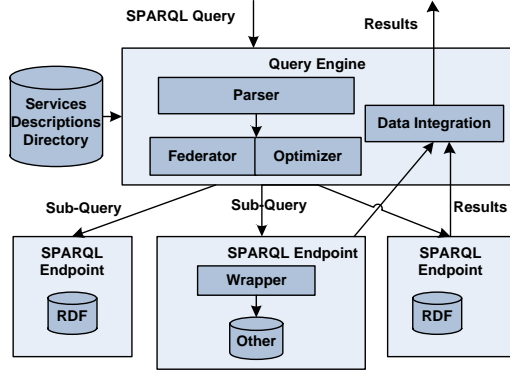 SPARQL Query
Results
Query Engine
Services
Descriptions
Directory
Parser
Data Integration
Federator
Optimizer
Sub-Query
Sub-Query
Results
SPARQL
Endpoint
RDF
SPARQL Endpoint
Wrapper
Other
SPARQL
Endpoint
RDF